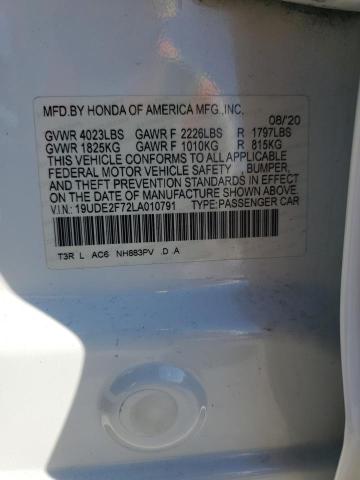 MFD.BY HONDA OF AMERICA MFG.,INC.
08/'20
GVWR 4023LBS GAWR F 2226LBS R 1797LBS
GVWR 1825KG GAWR F 1010KG R 815KG
THIS VEHICLE CONFORMS TO ALL APPLICABLE
FEDERAL MOTOR VEHICLE SAFETY, BUMPER,
AND THEFT PREVENTION STANDARDS IN EFFECT
ON THE DATE OF MANUFACTURE SHOWN ABOVE.
V.I.N: 19UDE2F72LA010791 TYPE:PASSENGER CAR
T3R L AC6 NH883PV .D .A